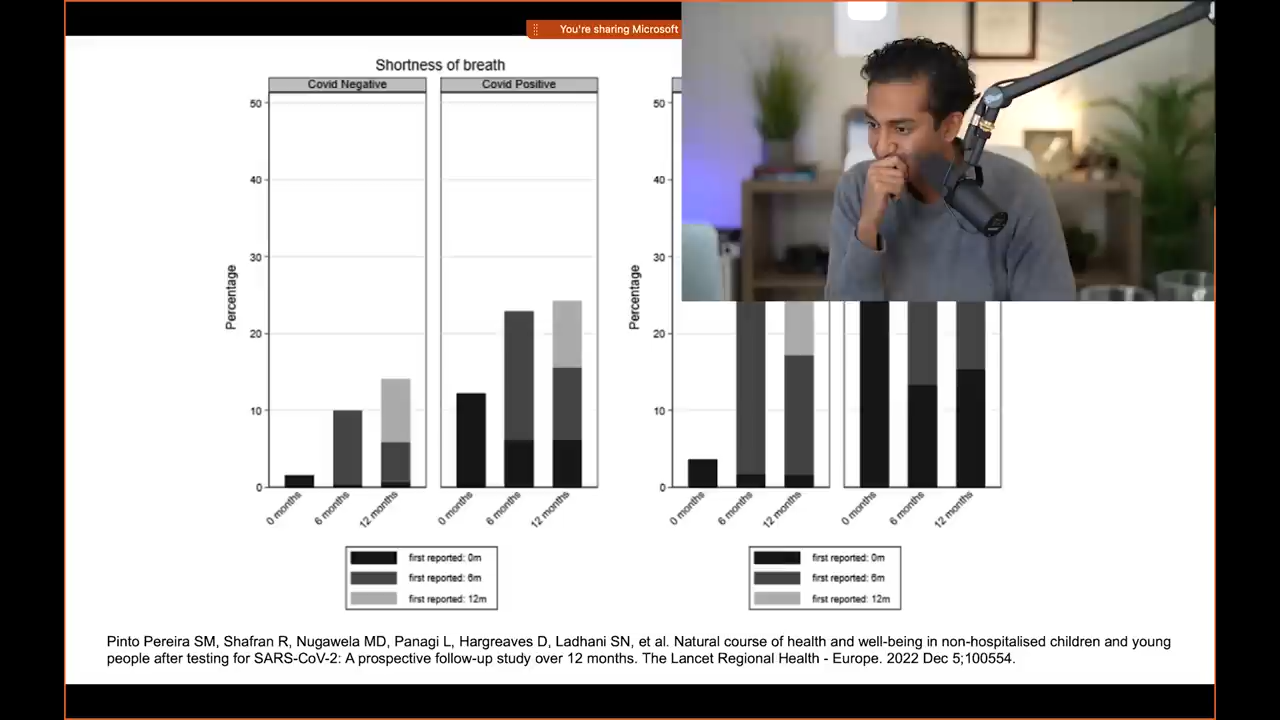 You're sharing Microsoft
Shortness of breath
Covid Negative
Covid Positive
Percentage
50
40
30
20
10
0
0 months
6 months
12 months
0 months
6 months
12 months
first reported: 0m
first reported: 6m
first reported: 12m
Percentage
50
40
30
20
10
0
0 months
6 months
12 months
0 months
6 months
12 months
first reported: 0m
first reported: 6m
first reported: 12m
Pinto Pereira SM, Shafran R, Nugawela MD, Panagi L, Hargreaves D, Ladhani SN, et al. Natural course of health and well-being in non-hospitalised children and young
people after testing for SARS-CoV-2: A prospective follow-up study over 12 months. The Lancet Regional Health - Europe. 2022 Dec 5;100554.